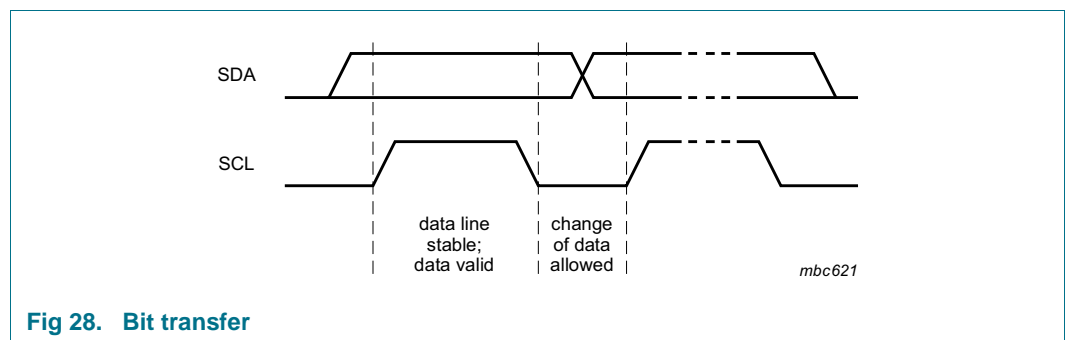 SDA
SCL
data line
stable;
data valid
change
of data
allowed
mbc621
Fig 28. Bit transfer